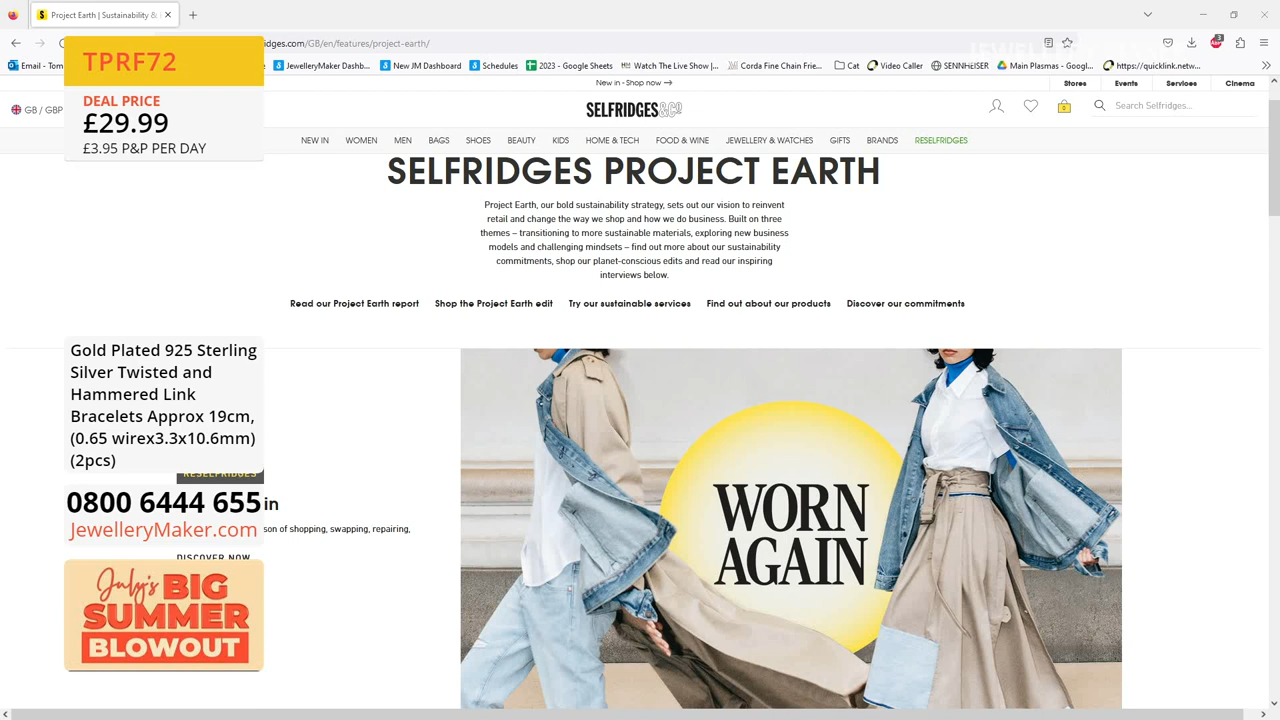 Project Earth | Sustainability &
TPRF72
DEAL PRICE
£29.99
£3.95 P&P PER DAY
idges.com/GB/en/features/project-earth/
3
Email - Tom
JewelleryMaker Dashb...
New JM Dashboard
Schedules
2023 - Google Sheets
Watch The Live Show |...
Corda Fine Chain Frie...
Cat
Video Caller
SENNHEISER
Main Plasmas - Googl...
https://quicklink.netw...
New in - Shop now →
Stores
Events
Services
Cinema
GB / GBP
SELFRIDGES&Co
0
Search Selfridges...
NEW IN
WOMEN
MEN
BAGS
SHOES
BEAUTY
KIDS
HOME & TECH
FOOD & WINE
JEWELLERY & WATCHES
GIFTS
BRANDS
RESELFRIDGES
SELFRIDGES PROJECT EARTH
Project Earth, our bold sustainability strategy, sets out our vision to reinvent
retail and change the way we shop and how we do business. Built on three
themes – transitioning to more sustainable materials, exploring new business
models and challenging mindsets – find out more about our sustainability
commitments, shop our planet-conscious edits and read our inspiring
interviews below.
Read our Project Earth report
Shop the Project Earth edit
Try our sustainable services
Find out about our products
Discover our commitments
Gold Plated 925 Sterling
Silver Twisted and
Hammered Link
Bracelets Approx 19cm,
(0.65 wirex3.3x10.6mm)
(2pcs)
RESELFRIDGES
0800 6444 655
in
JewelleryMaker.com
son of shopping, swapping, repairing,
DISCOVER NOW
July's BIG
SUMMER
BLOWOUT
WORN
AGAIN